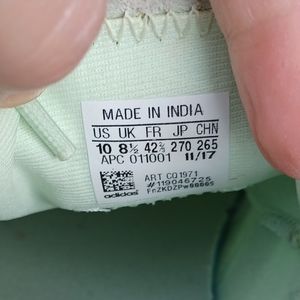 MADE IN INDIA
US UK FR JP CHN
10 8½ 42⅔ 270 265
APC 011001 11/17
ART CQ1971
#119046725
adidas